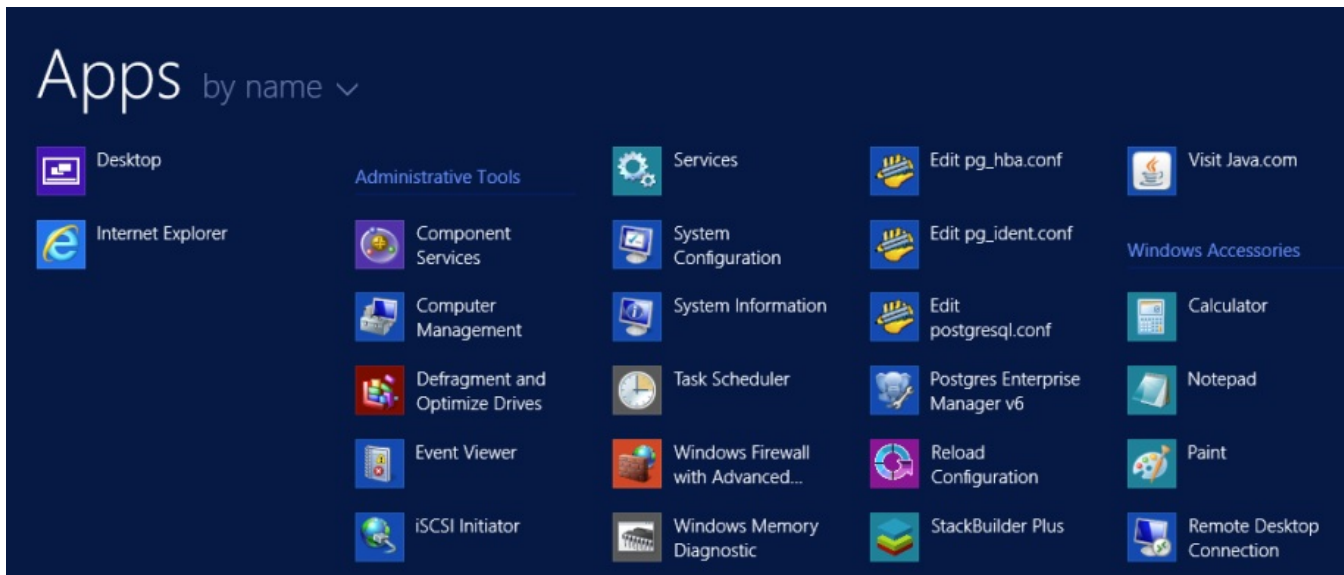 Apps by name
Desktop
Internet Explorer
Administrative Tools
Component
Services
Computer
Management
Defragment and
Optimize Drives
Event Viewer
iSCSI Initiator
Services
System
Configuration
System Information
Task Scheduler
Windows Firewall
with Advanced...
Windows Memory
Diagnostic
Edit pg_hba.conf
Edit pg_ident.conf
Edit
postgresql.conf
Postgres Enterprise
Manager v6
Reload
Configuration
StackBuilder Plus
Visit Java.com
Windows Accessories
Calculator
Notepad
Paint
Remote Desktop
Connection